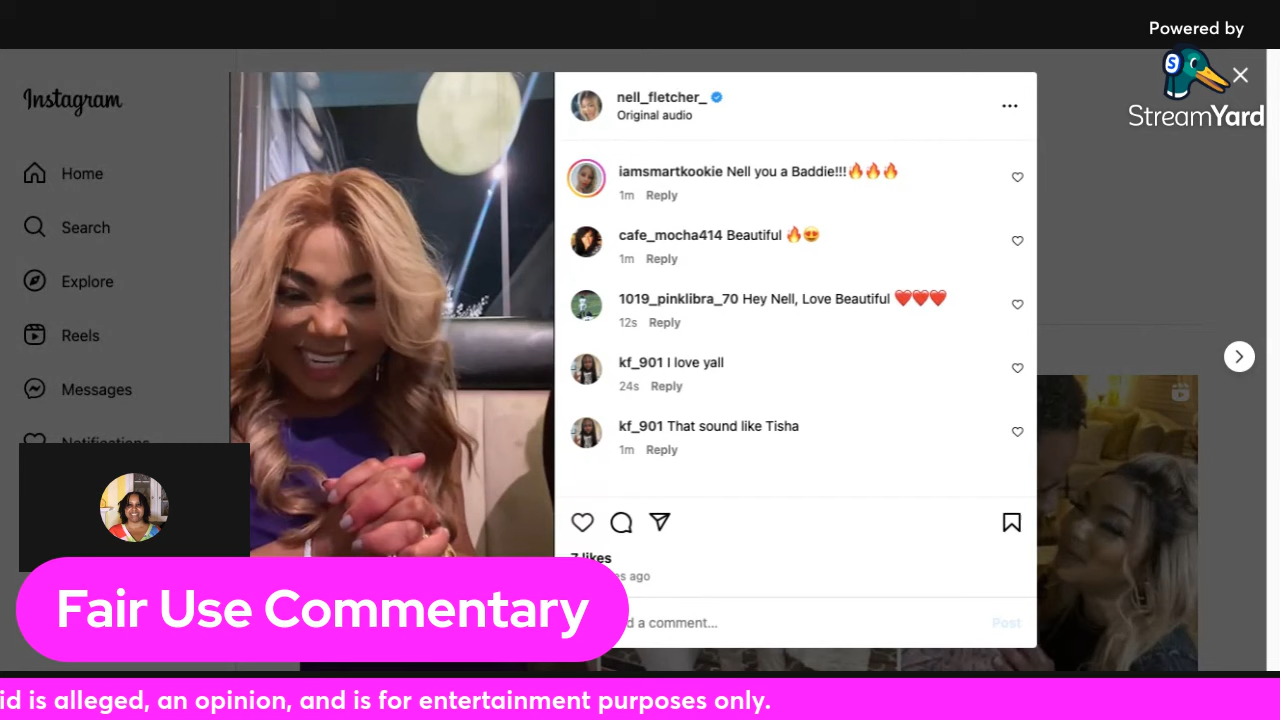 Powered by
StreamYard
Instagram
Home
Search
Explore
Reels
Messages
Notifications
nell_fletcher_
Original audio
iamsmartkookie Nell you a Baddie!!!🔥🔥🔥
1m Reply
cafe_mocha414 Beautiful 🔥😍
1m Reply
1019_pinklibra_70 Hey Nell, Love Beautiful ❤️❤️❤️
12s Reply
kf_901 I love yall
24s Reply
kf_901 That sound like Tisha
1m Reply
7 likes
es ago
d a comment...
Post
Fair Use Commentary
id is alleged, an opinion, and is for entertainment purposes only.